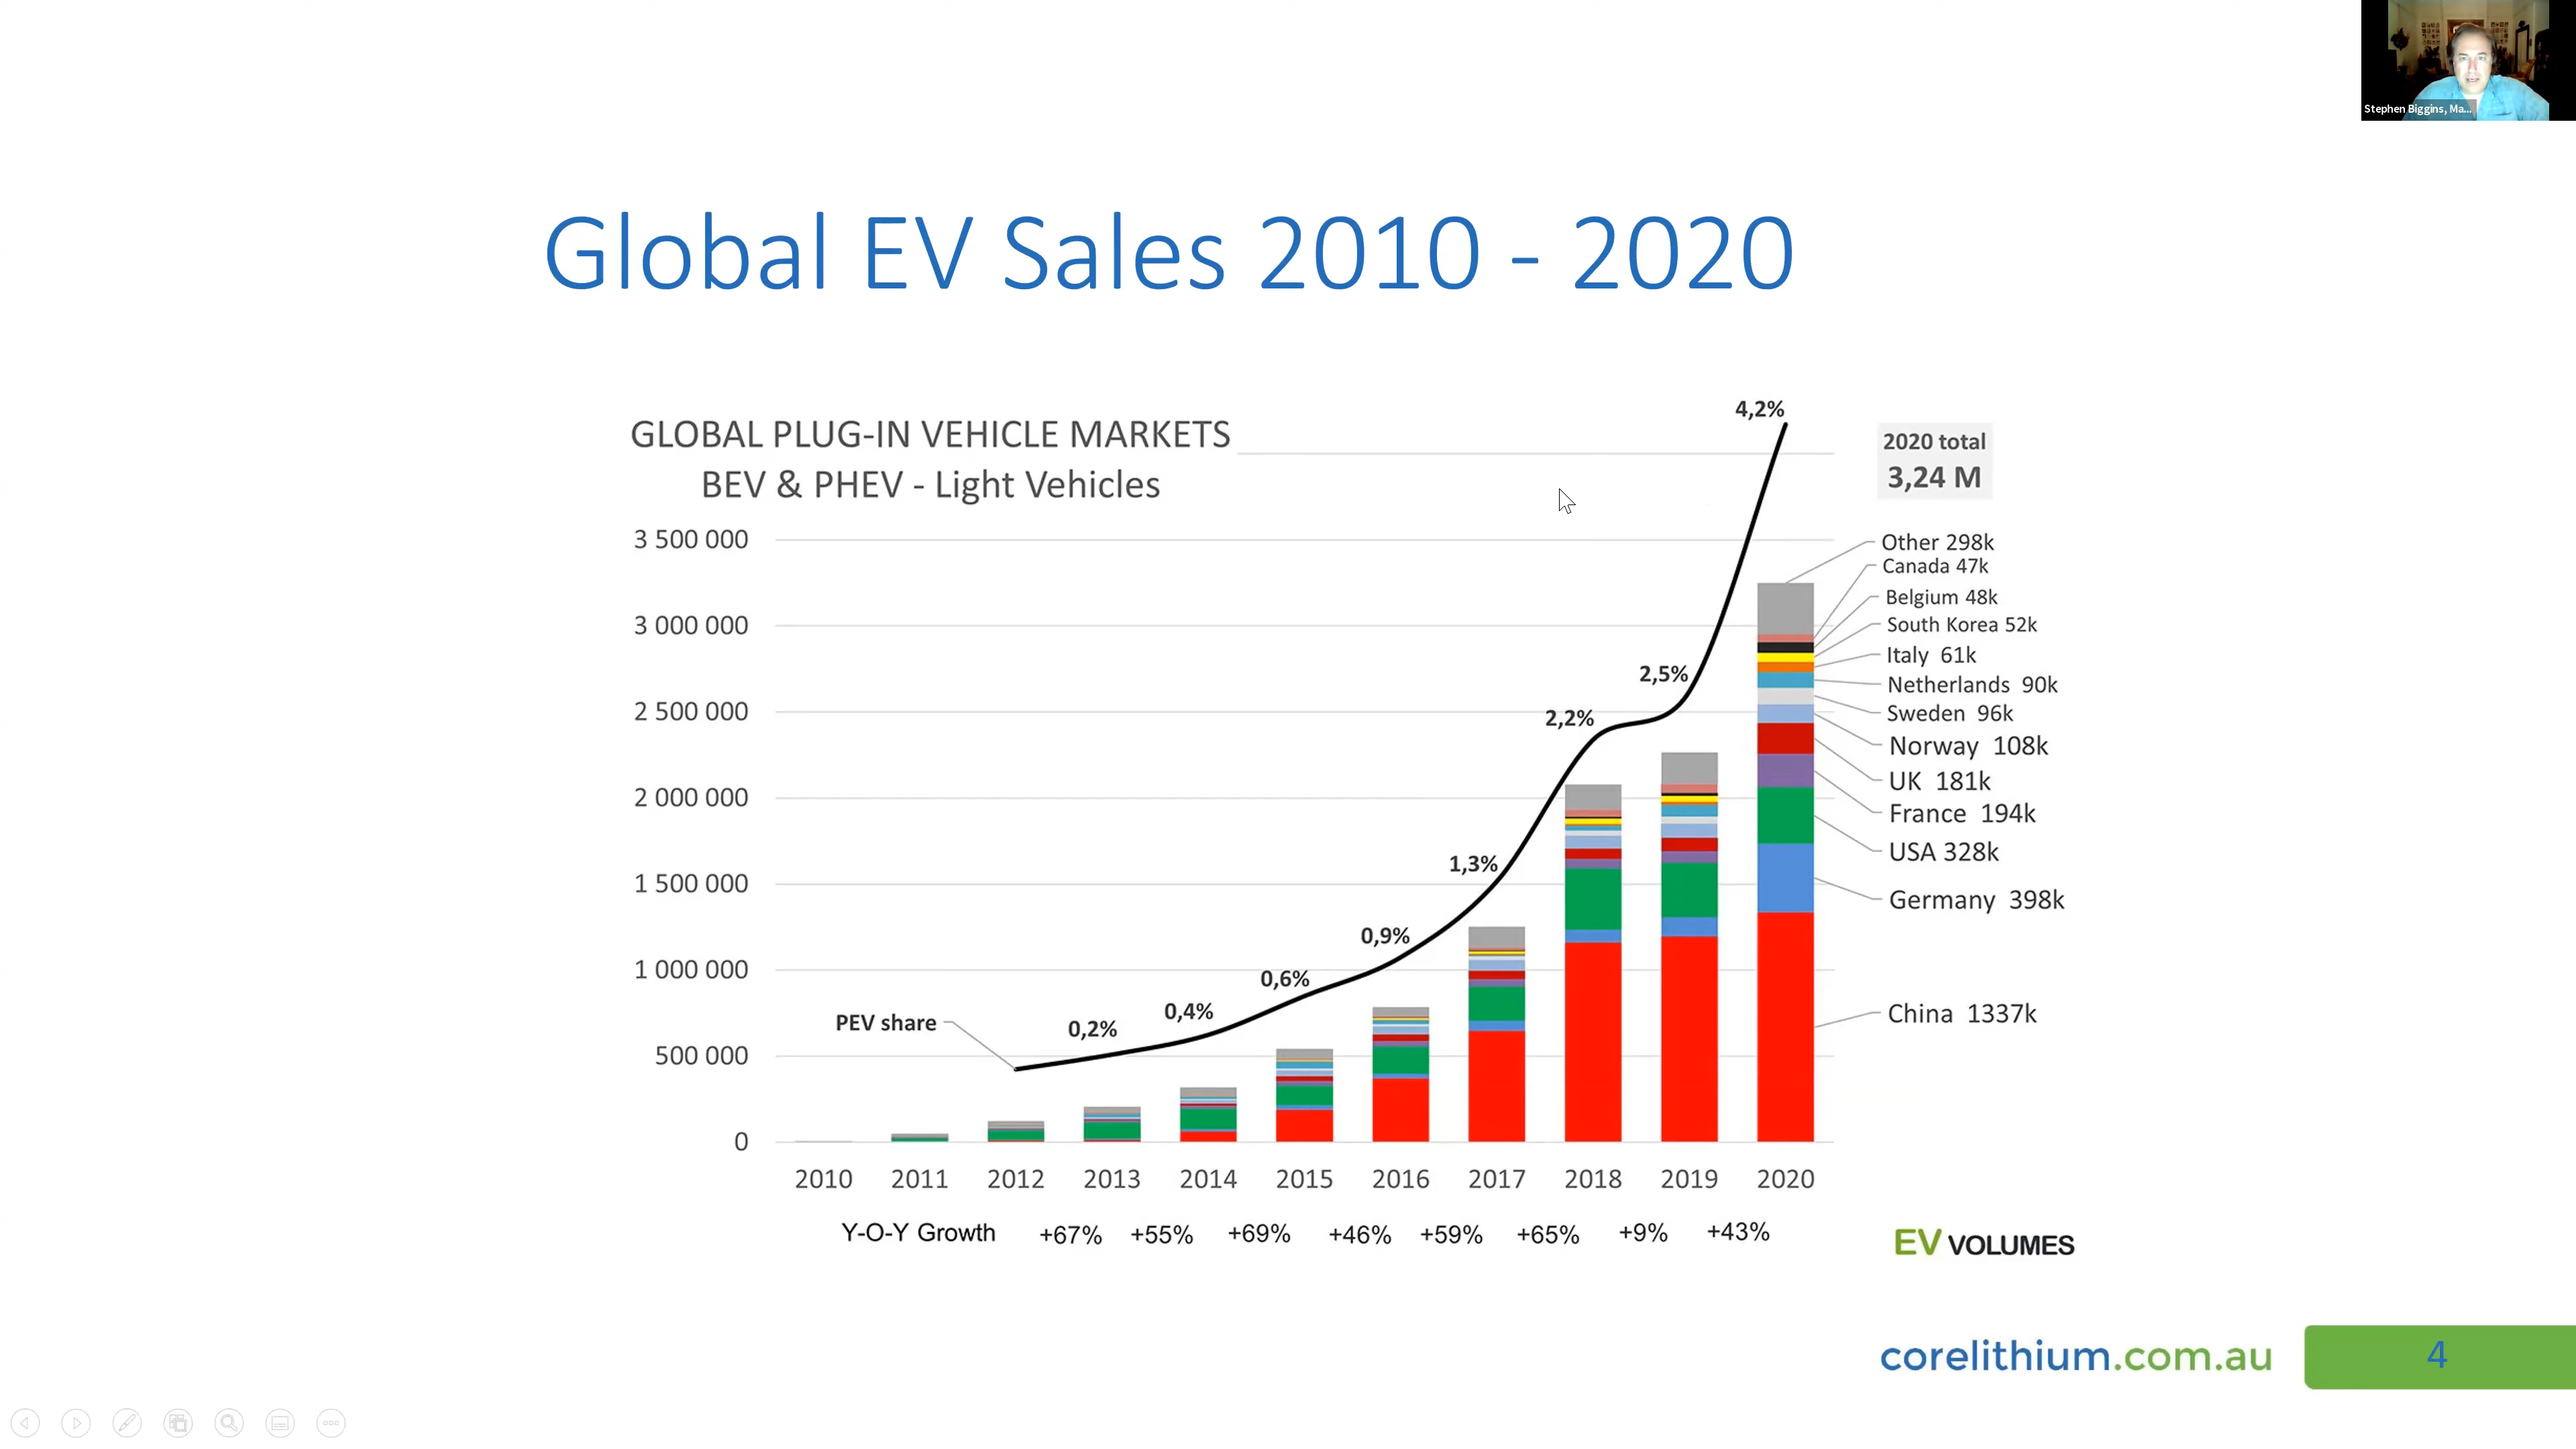 Stephen Biggins, Ma...
Global EV Sales 2010 - 2020
GLOBAL PLUG-IN VEHICLE MARKETS
BEV & PHEV - Light Vehicles
4,2%
2020 total
3,24 M
3 500 000
3 000 000
2 500 000
2 000 000
1 500 000
1 000 000
500 000
0
PEV share
0,2%
0,4%
0,6%
0,9%
1,3%
2,2%
2,5%
Other 298k
Canada 47k
Belgium 48k
South Korea 52k
Italy 61k
Netherlands 90k
Sweden 96k
Norway 108k
UK 181k
France 194k
USA 328k
Germany 398k
China 1337k
2010 2011 2012 2013 2014 2015 2016 2017 2018 2019 2020
Y-O-Y Growth +67% +55% +69% +46% +59% +65% +9% +43%
EV VOLUMES
corelithium.com.au
4